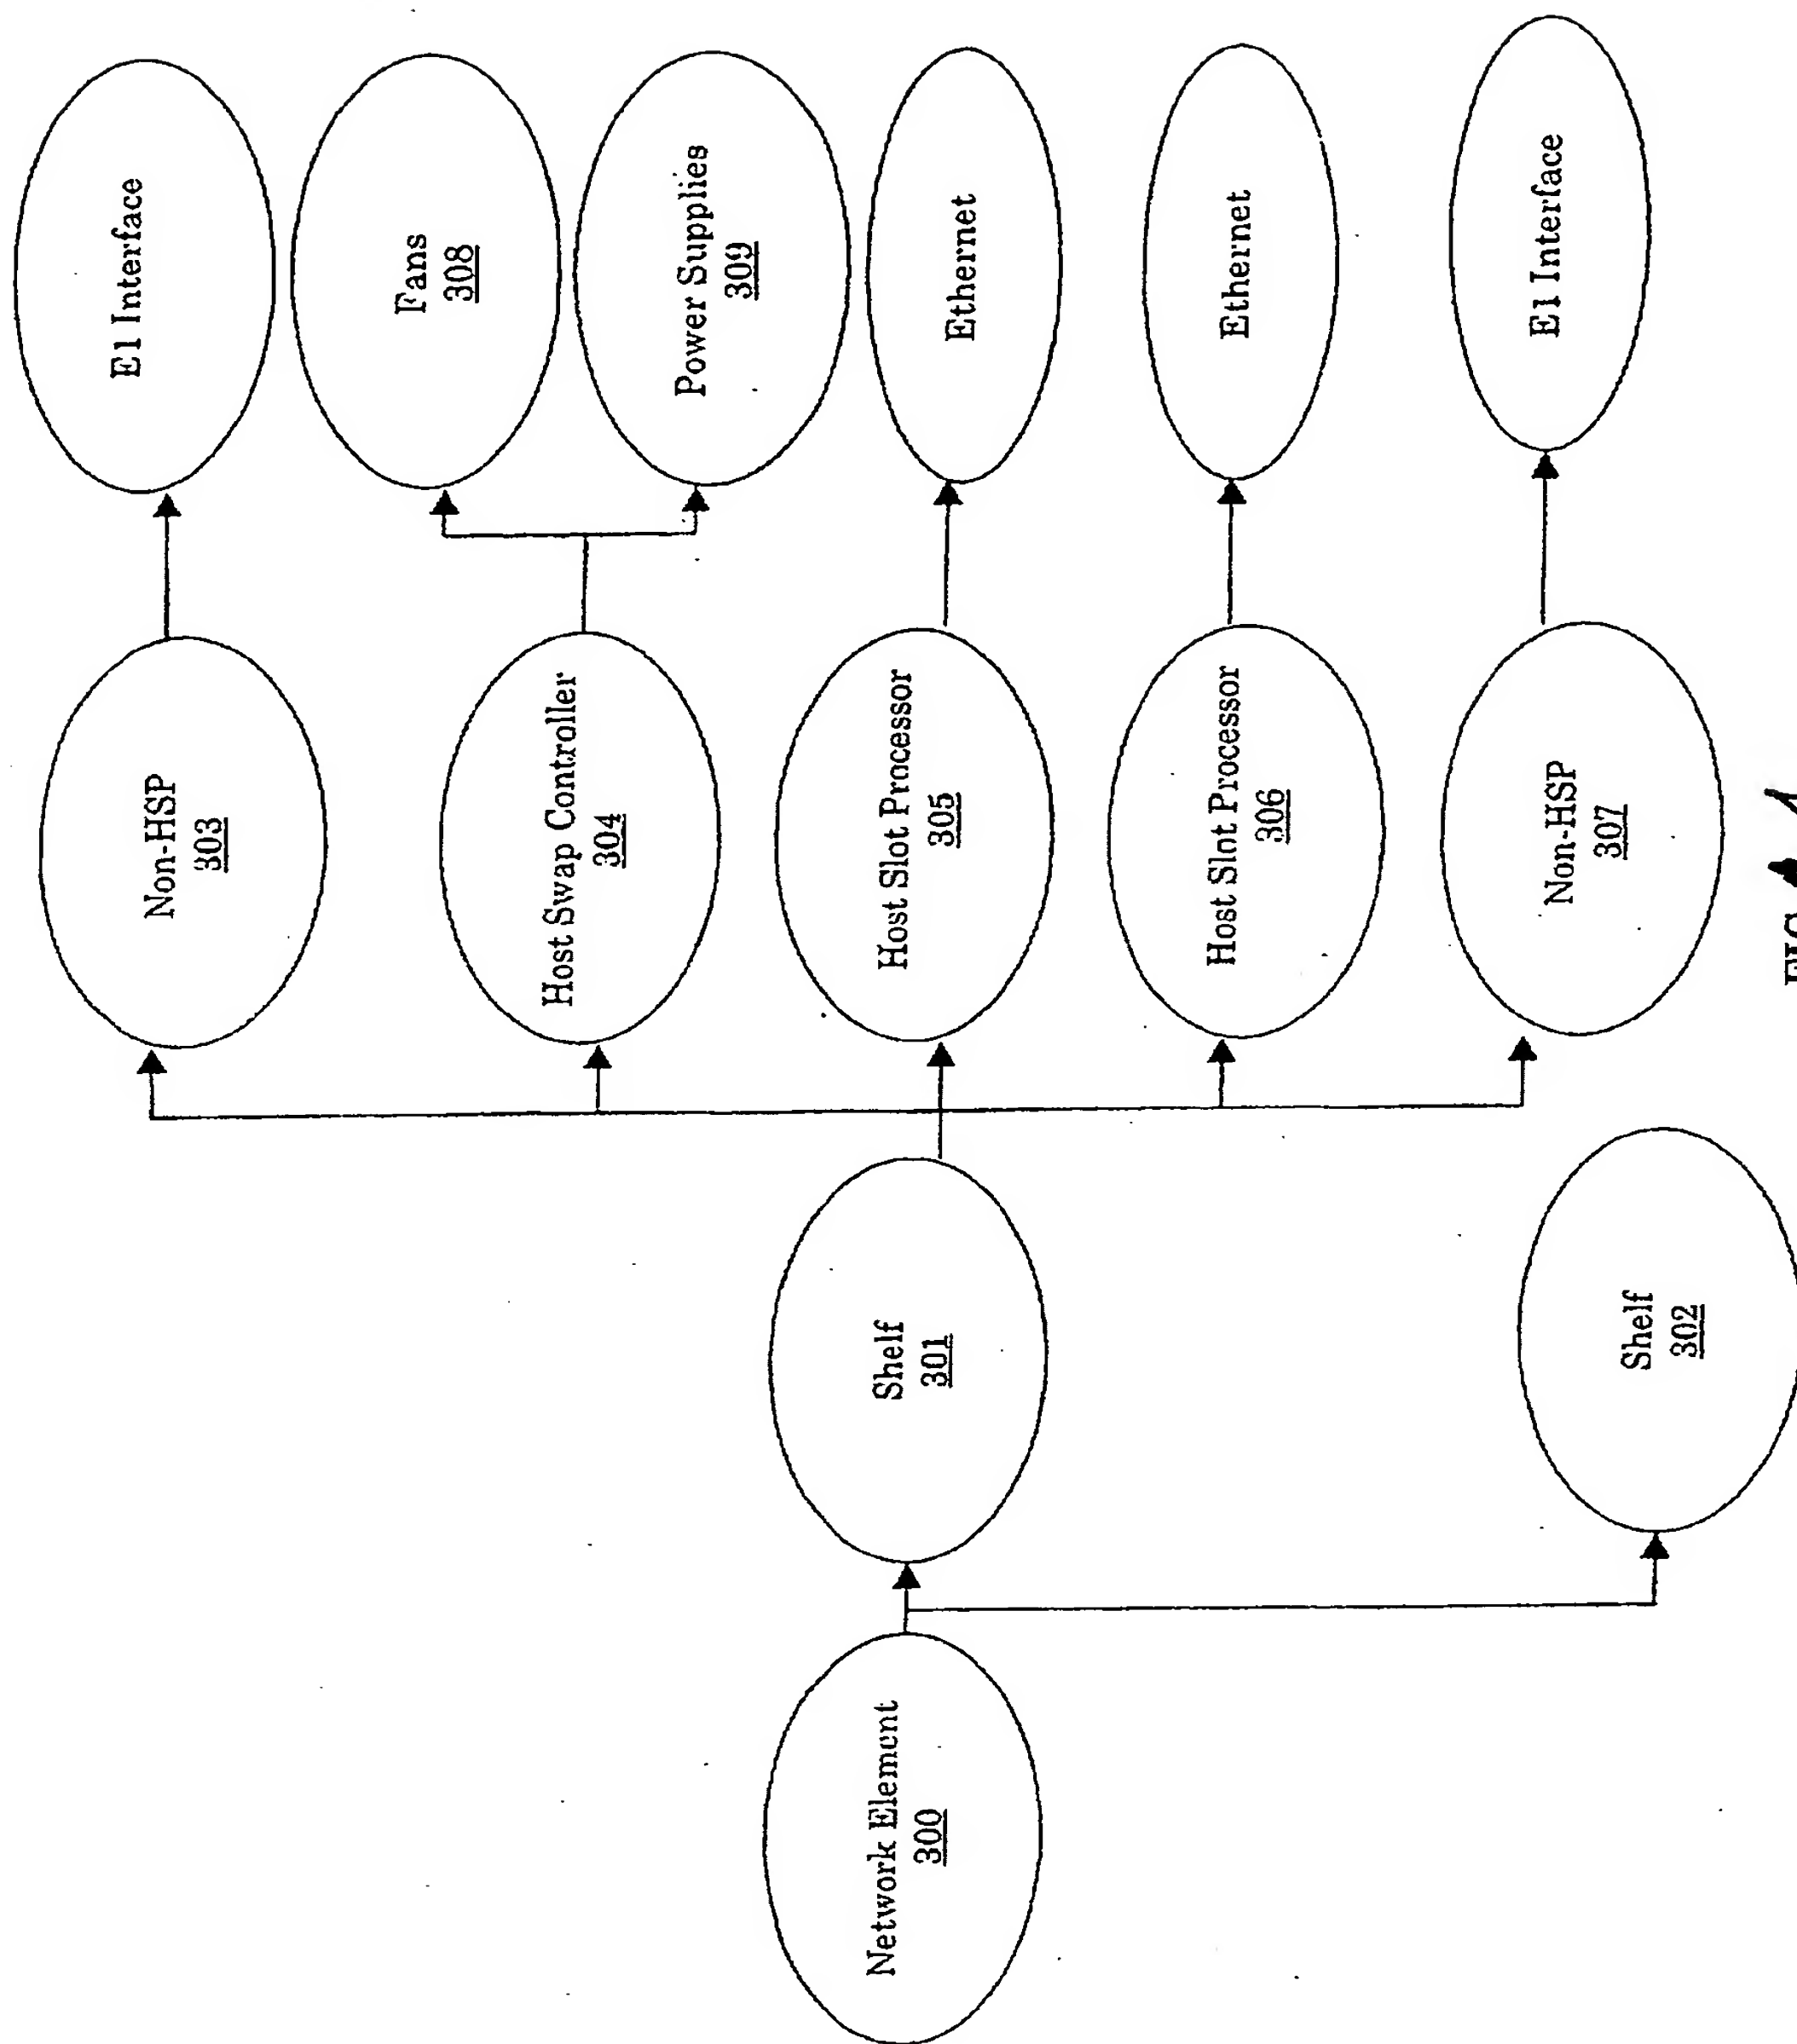 Network Element
300
Shelf
301
Shelf
302
Non-HSP
303
Host Swap Controller
304
Host Slot Processor
305
Host Slot Processor
306
Non-HSP
307
E1 Interface
Fans
308
Power Supplies
309
Ethernet
Ethernet
E1 Interface
FIG.